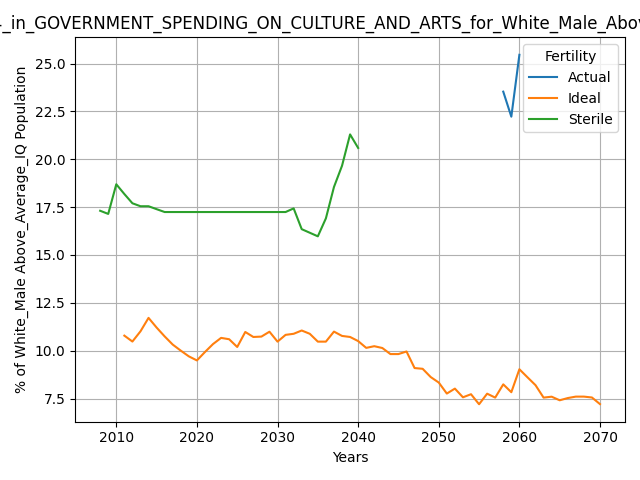 _in_GOVERNMENT_SPENDING_ON_CULTURE_AND_ARTS_for_White_Male_Abov
% of White_Male Above_Average_IQ Population
25.0
22.5
20.0
17.5
15.0
12.5
10.0
7.5
Fertility
Actual
Ideal
Sterile
2010 2020 2030 2040 2050 2060 2070
Years